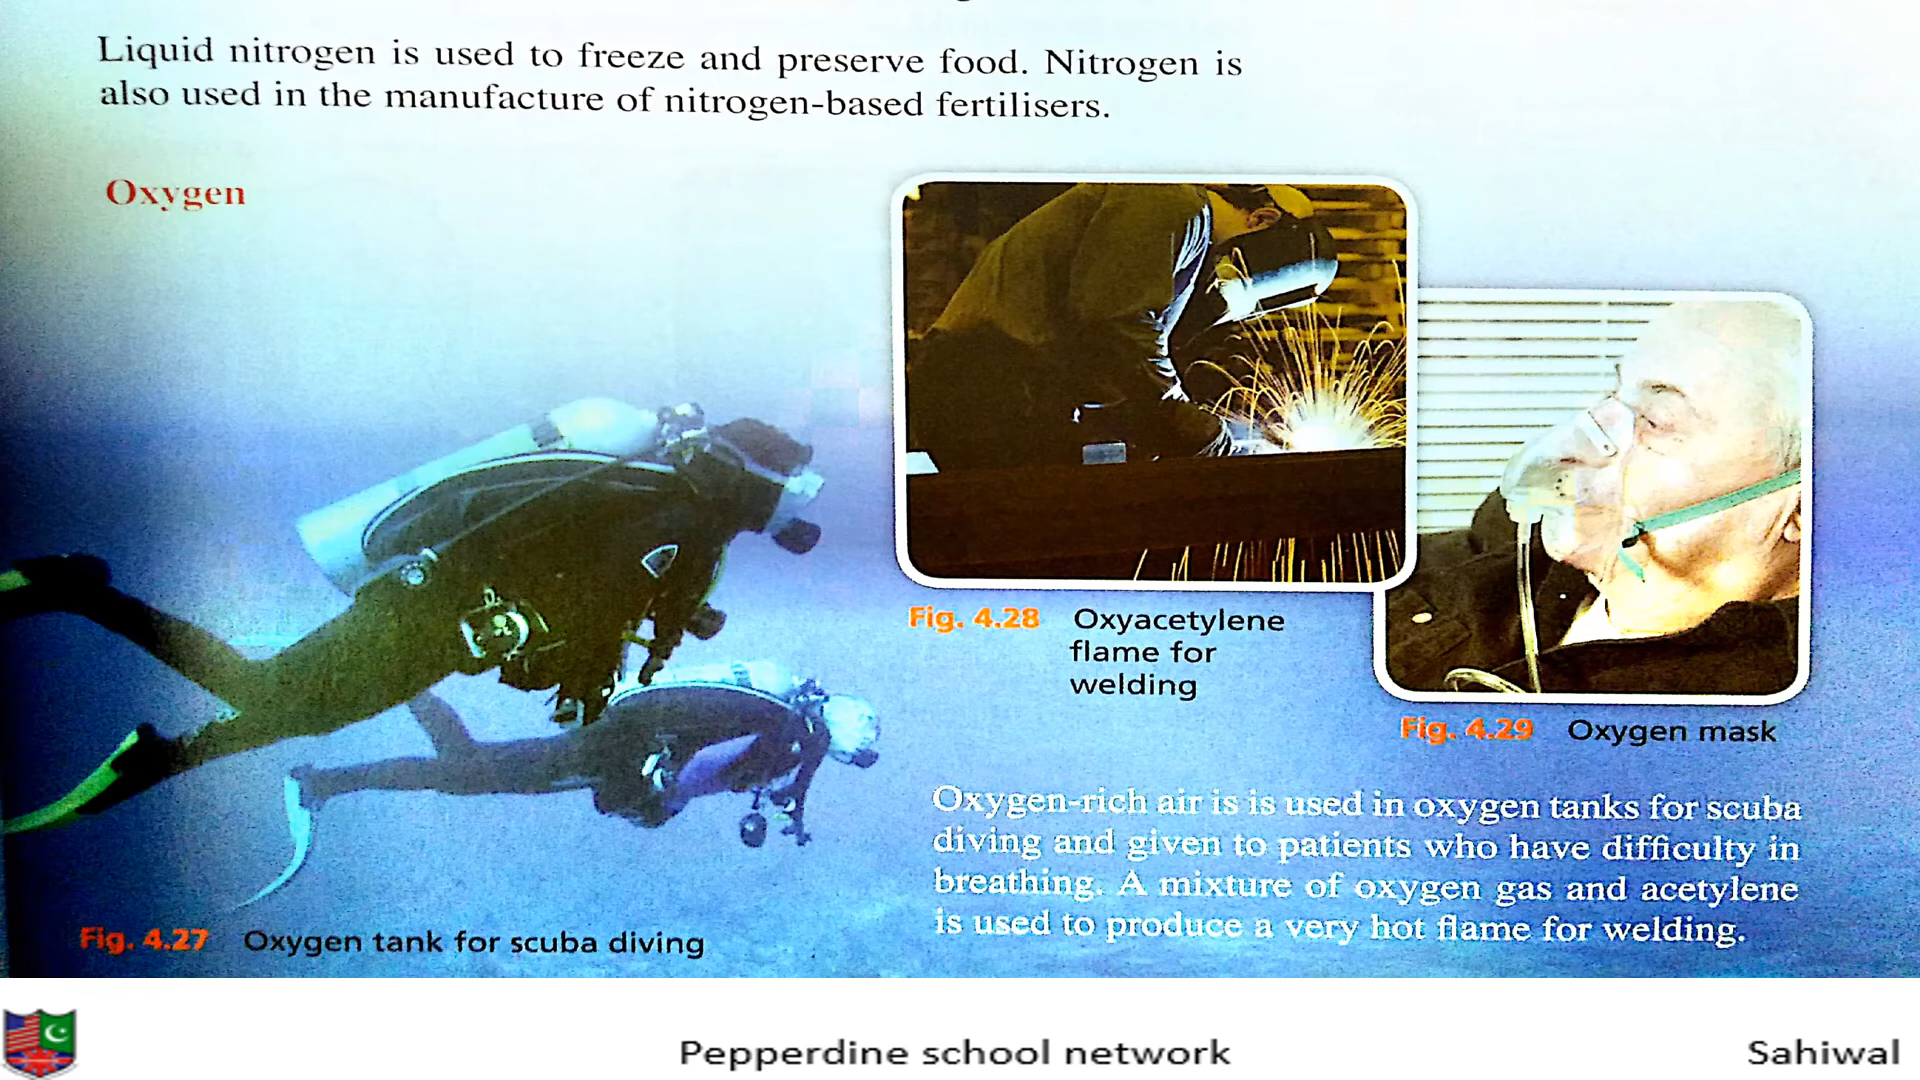 Liquid nitrogen is used to freeze and preserve food. Nitrogen is
also used in the manufacture of nitrogen-based fertilisers.
Oxygen
Fig. 4.28 Oxyacetylene
flame for
welding
Fig. 4.29 Oxygen mask
Oxygen-rich air is is used in oxygen tanks for scuba
diving and given to patients who have difficulty in
breathing. A mixture of oxygen gas and acetylene
is used to produce a very hot flame for welding.
Fig. 4.27 Oxygen tank for scuba diving
Pepperdine school network
Sahiwal